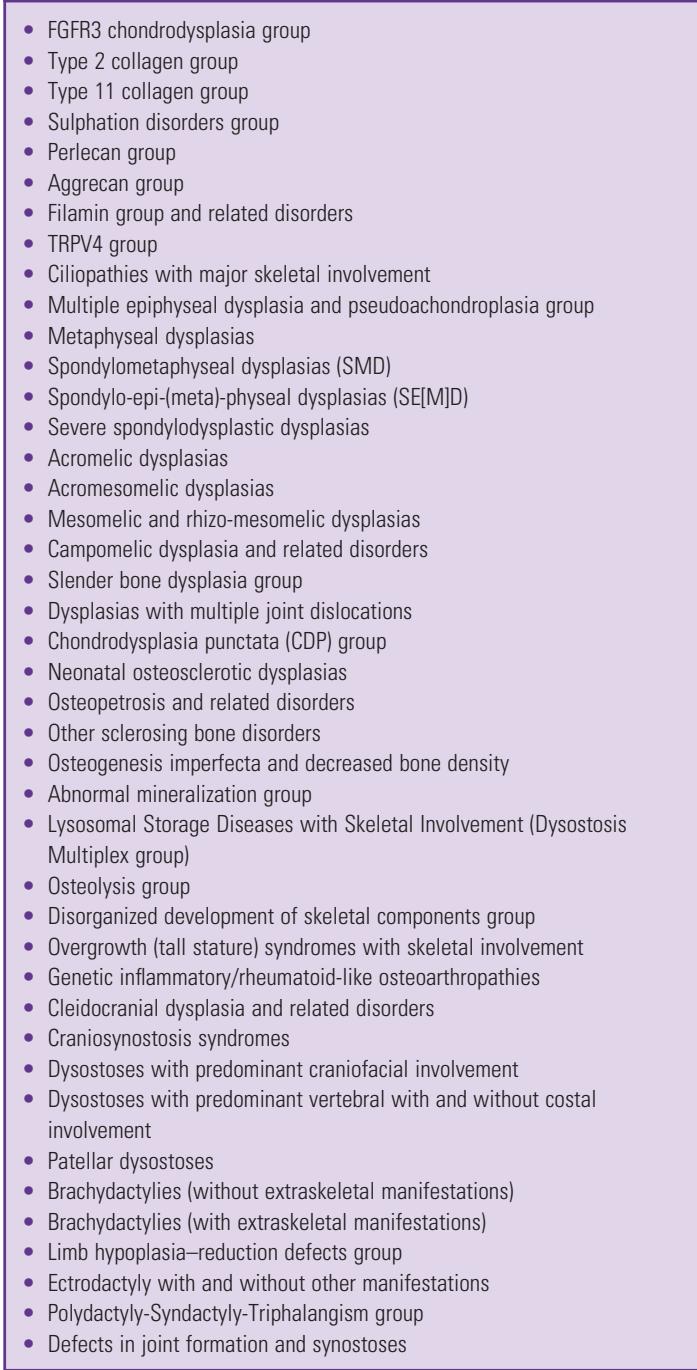 • FGFR3 chondrodysplasia group
• Type 2 collagen group
• Type 11 collagen group
• Sulphation disorders group
• Perlecan group
• Aggrecan group
• Filamin group and related disorders
• TRPV4 group
• Ciliopathies with major skeletal involvement
• Multiple epiphyseal dysplasia and pseudoachondroplasia group
• Metaphyseal dysplasias
• Spondylometaphyseal dysplasias (SMD)
• Spondylo-epi-(meta)-physeal dysplasias (SE[M]D)
• Severe spondylodysplastic dysplasias
• Acromelic dysplasias
• Acromesomelic dysplasias
• Mesomelic and rhizo-mesomelic dysplasias
• Campomelic dysplasia and related disorders
• Slender bone dysplasia group
• Dysplasias with multiple joint dislocations
• Chondrodysplasia punctata (CDP) group
• Neonatal osteosclerotic dysplasias
• Osteopetrosis and related disorders
• Other sclerosing bone disorders
• Osteogenesis imperfecta and decreased bone density
• Abnormal mineralization group
• Lysosomal Storage Diseases with Skeletal Involvement (Dysostosis
Multiplex group)
• Osteolysis group
• Disorganized development of skeletal components group
• Overgrowth (tall stature) syndromes with skeletal involvement
• Genetic inflammatory/rheumatoid-like osteoarthropathies
• Cleidocranial dysplasia and related disorders
• Craniosynostosis syndromes
• Dysostoses with predominant craniofacial involvement
• Dysostoses with predominant vertebral with and without costal
involvement
• Patellar dysostoses
• Brachydactylies (without extraskeletal manifestations)
• Brachydactylies (with extraskeletal manifestations)
• Limb hypoplasia–reduction defects group
• Ectrodactyly with and without other manifestations
• Polydactyly-Syndactyly-Triphalangism group
• Defects in joint formation and synostoses